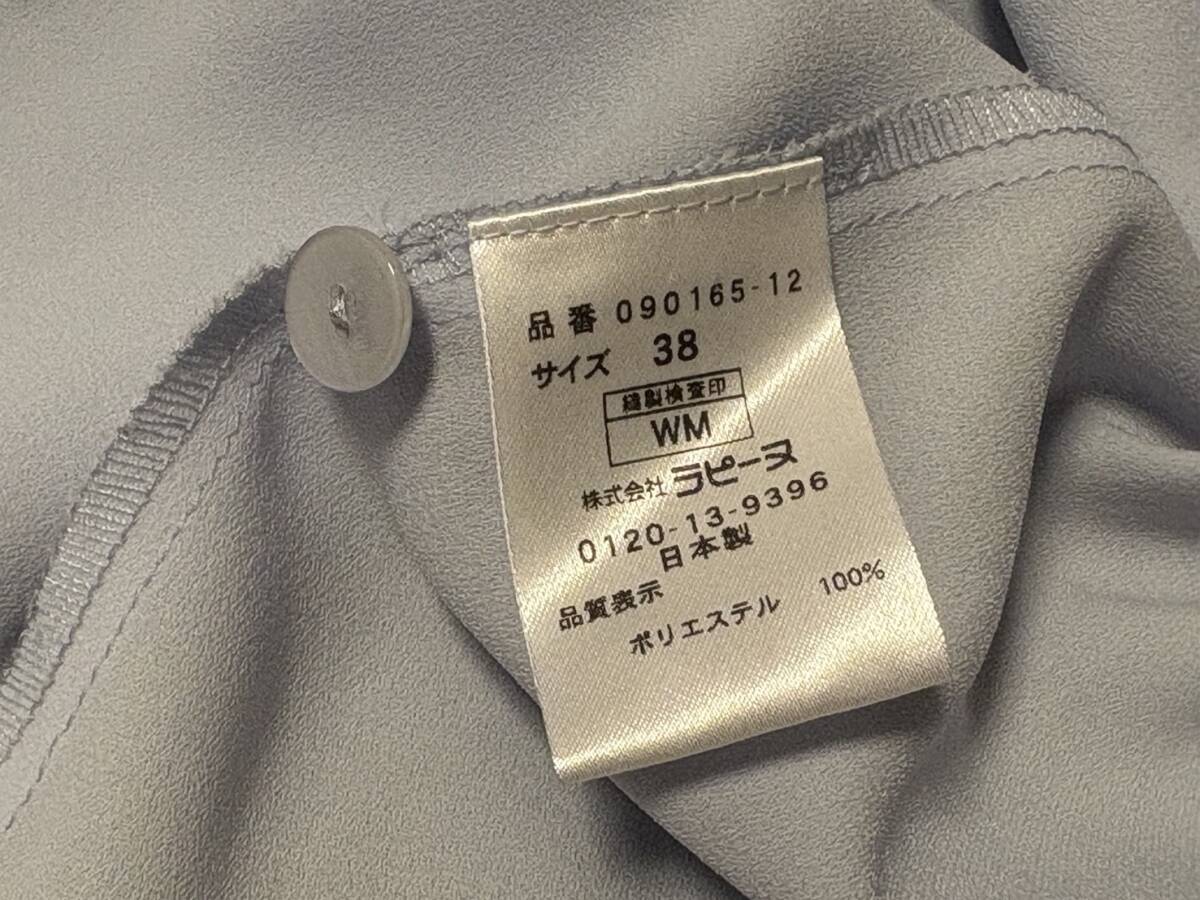 品番 090165-12
サイズ 38
縫製検査印
WM
株式会社 ラピーヌ
0120-13-9396
日本製
品質表示
ポリエステル 100%